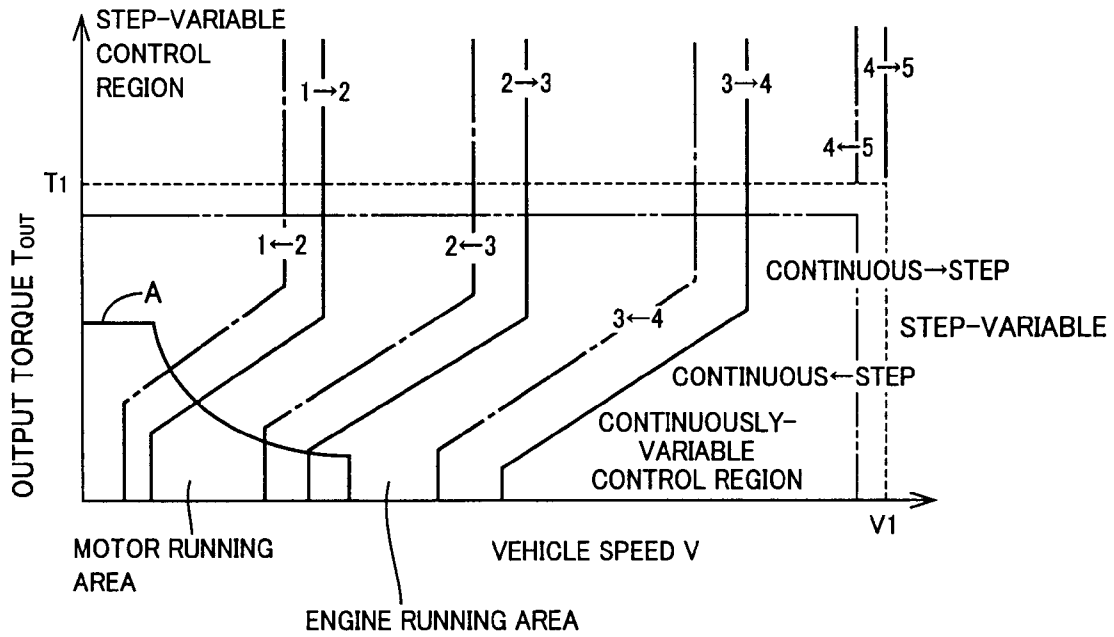 STEP-VARIABLE
CONTROL
REGION
1→2
2→3
3→4
4→5
4←5
T1
1←2
2←3
3←4
A
CONTINUOUS→STEP
STEP-VARIABLE
CONTINUOUS←STEP
CONTINUOUSLY-
VARIABLE
CONTROL REGION
OUTPUT TORQUE TOUT
V1
MOTOR RUNNING
AREA
VEHICLE SPEED V
ENGINE RUNNING AREA